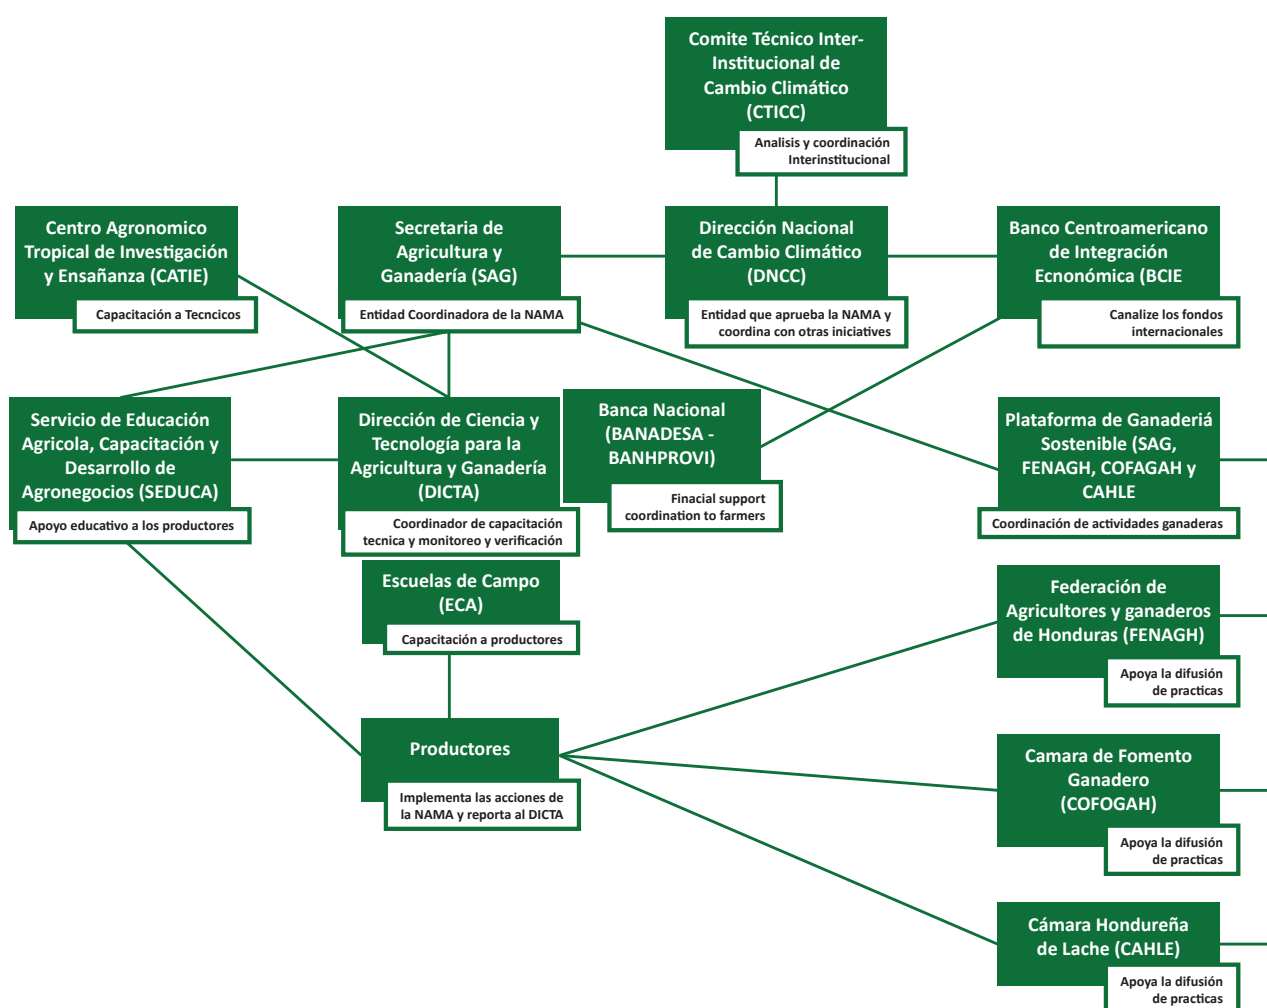 Comite Técnico Inter-
Institucional de
Cambio Climático
(CTICC)
Analisis y coordinación
Interinstitucional
Centro Agronomico
Tropical de Investigación
y Ensañanza (CATIE)
Capacitación a Tecncicos
Secretaria de
Agricultura y
Ganadería (SAG)
Entidad Coordinadora de la NAMA
Dirección Nacional
de Cambio Climático
(DNCC)
Entidad que aprueba la NAMA y
coordina con otras iniciatives
Banco Centroamericano
de Integración
Ecnonómica (BCIE
Canalize los fondos
internacionales
Servicio de Educación
Agricola, Capacitación y
Desarrollo de
Agronegocios (SEDUCA)
Apoyo educativo a los productores
Dirección de Ciencia y
Tecnología para la
Agricultura y Ganadería
(DICTA)
Coordinador de capacitación
tecnica y monitoreo y verificación
Banca Nacional
(BANADESA -
BANHPROVI)
Finacial support
coordination to farmers
Plataforma de Ganaderiá
Sostenible (SAG,
FENAGH, COFAGAH y
CAHLE
Coordinación de actividades ganaderas
Escuelas de Campo
(ECA)
Capacitación a productores
Federación de
Agricultores y ganaderos
de Honduras (FENAGH)
Apoya la difusión
de practicas
Productores
Implementa las acciones de
la NAMA y reporta al DICTA
Camara de Fomento
Ganadero
(COFOGAH)
Apoya la difusión
de practicas
Cámara Hondureña
de Lache (CAHLE)
Apoya la difusión
de practicas